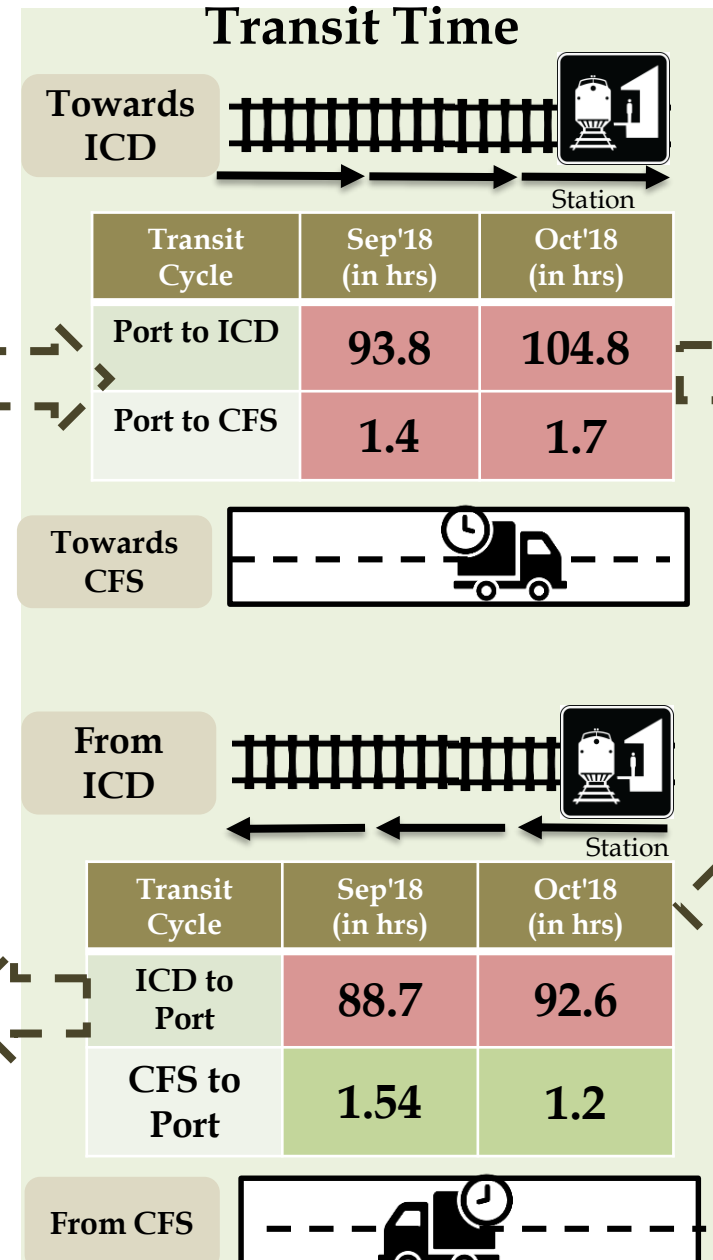 Transit Time
Towards
ICD
Station
Transit
Cycle
Sep'18
(in hrs)
Oct'18
(in hrs)
Port to ICD
93.8
104.8
Port to CFS
1.4
1.7
Towards
CFS
From
ICD
Station
Transit
Cycle
Sep'18
(in hrs)
Oct'18
(in hrs)
ICD to
Port
88.7
92.6
CFS to
Port
1.54
1.2
From CFS